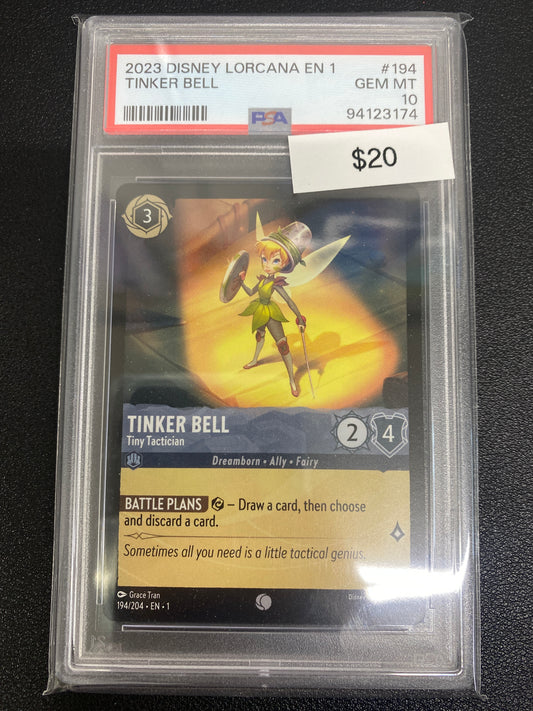 2023 DISNEY LORCANA EN 1 #194
TINKER BELL GEM MT
10
PSA 94123174
$20
3
TINKER BELL
Tiny Tactician
2 4
Dreamborn • Ally • Fairy
BATTLE PLANS – Draw a card, then choose
and discard a card.
Sometimes all you need is a little tactical genius.
Grace Tran Disney
194/204 • EN • 1